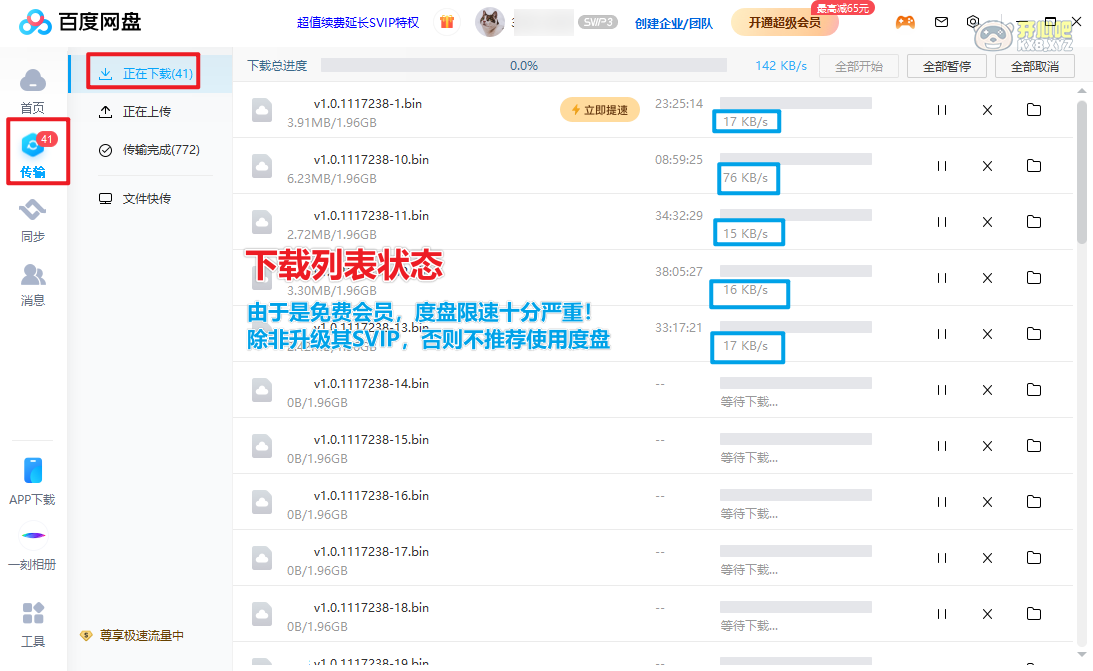 百度网盘
超值续费延长SVIP特权
SVIP3
创建企业/团队
开通超级会员
最高减65元
开心吧
KX8.XYZ
首页
41
传输
同步
消息
APP下载
一刻相册
工具
正在下载(41)
正在上传
传输完成(772)
文件快传
尊享极速流量中
下载总进度
0.0%
142 KB/s
全部开始
全部暂停
全部取消
v1.0.1117238-1.bin
3.91MB/1.96GB
立即提速
23:25:14
17 KB/s
v1.0.1117238-10.bin
6.23MB/1.96GB
08:59:25
76 KB/s
v1.0.1117238-11.bin
2.72MB/1.96GB
34:32:29
15 KB/s
下载列表状态
3.30MB/1.96GB
38:05:27
16 KB/s
由于是免费会员，度盘限速十分严重！
除非升级其SVIP，否则不推荐使用度盘
33:17:21
17 KB/s
v1.0.1117238-14.bin
0B/1.96GB
--
等待下载...
v1.0.1117238-15.bin
0B/1.96GB
--
等待下载...
v1.0.1117238-16.bin
0B/1.96GB
--
等待下载...
v1.0.1117238-17.bin
0B/1.96GB
--
等待下载...
v1.0.1117238-18.bin
0B/1.96GB
--
等待下载...
v1.0.1117238-19.bin